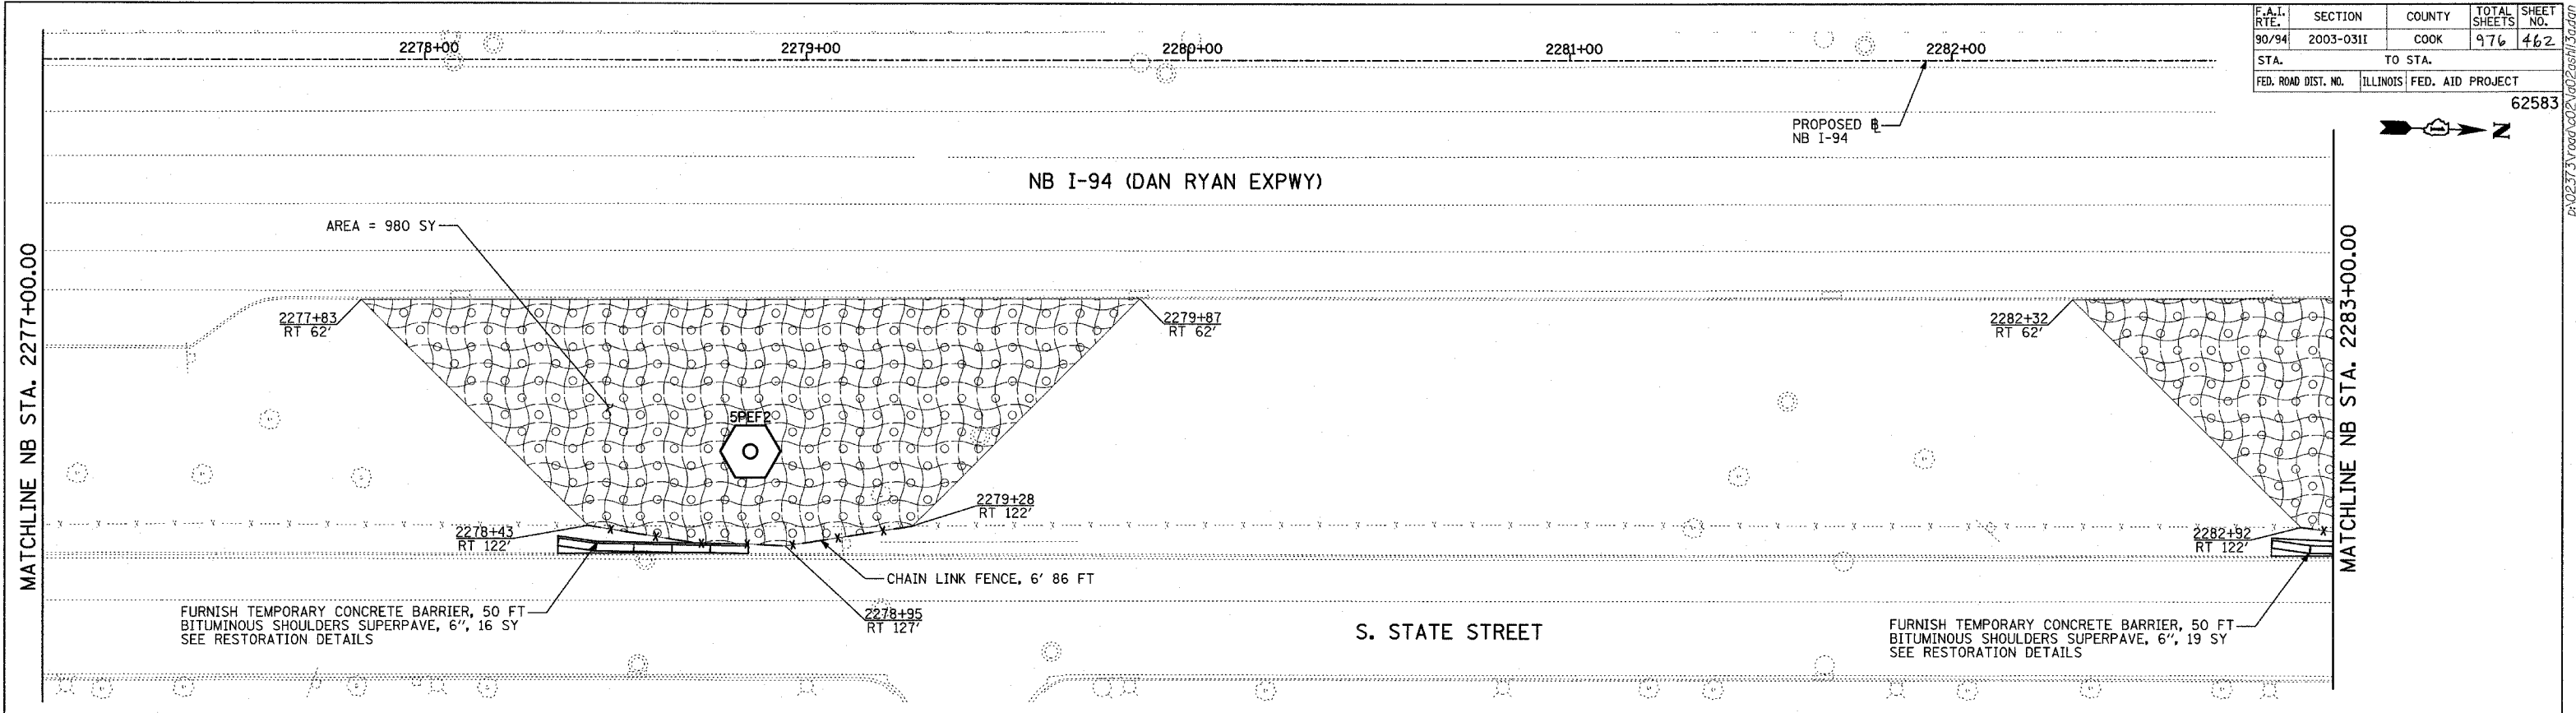 F.A.I. RTE. SECTION COUNTY TOTAL SHEETS SHEET NO.
90/94 2003-031I COOK 976 462
STA. TO STA.
FED. ROAD DIST. NO. ILLINOIS FED. AID PROJECT
62583
N
2278+00 2279+00 2280+00 2281+00 2282+00
PROPOSED
NB I-94
NB I-94 (DAN RYAN EXPWY)
AREA = 980 SY
MATCHLINE NB STA. 2277+00.00
MATCHLINE NB STA. 2283+00.00
2277+83
RT 62'
2279+87
RT 62'
2282+32
RT 62'
5PEF2
2278+43
RT 122'
2279+28
RT 122'
2282+92
RT 122'
CHAIN LINK FENCE, 6' 86 FT
2278+95
RT 127'
FURNISH TEMPORARY CONCRETE BARRIER, 50 FT
BITUMINOUS SHOULDERS SUPERPAVE, 6", 16 SY
SEE RESTORATION DETAILS
S. STATE STREET
FURNISH TEMPORARY CONCRETE BARRIER, 50 FT
BITUMINOUS SHOULDERS SUPERPAVE, 6", 19 SY
SEE RESTORATION DETAILS